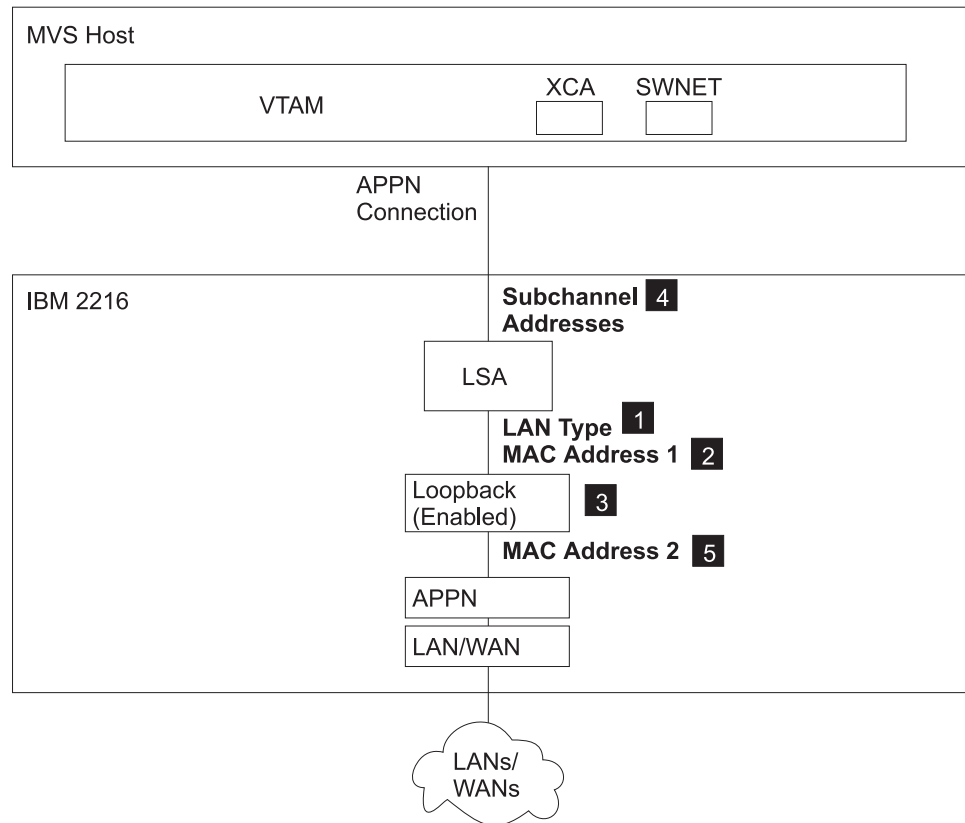 MVS Host
VTAM
XCA
SWNET
APPN
Connection
IBM 2216
Subchannel 4
Addresses
LSA
LAN Type 1
MAC Address 1 2
Loopback
(Enabled)
3
MAC Address 2 5
APPN
LAN/WAN
LANs/
WANs